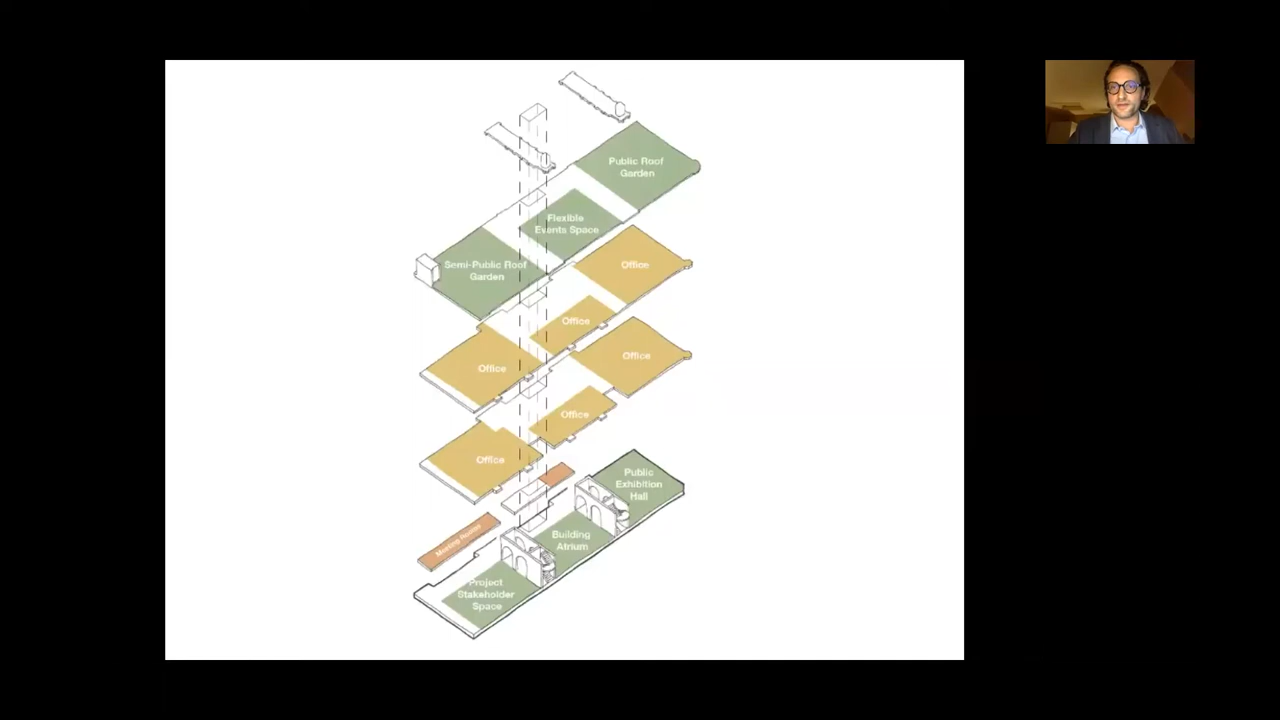 Public Roof
Garden
Flexible
Events Space
Semi-Public Roof
Garden
Office
Office
Office
Office
Office
Office
Public
Exhibition
Hall
Building
Atrium
Meeting Rooms
Project
Stakeholder
Space